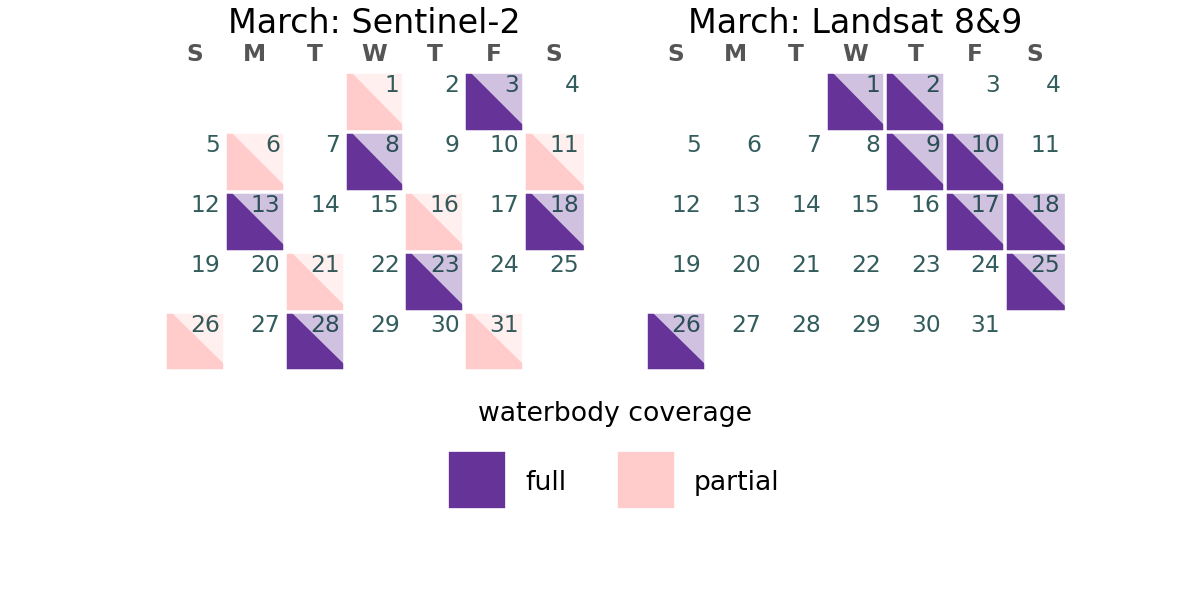 March: Sentinel-2
S M T W T F S
1 2 3 4
5 6 7 8 9 10 11
12 13 14 15 16 17 18
19 20 21 22 23 24 25
26 27 28 29 30 31
March: Landsat 8&9
S M T W T F S
1 2 3 4
5 6 7 8 9 10 11
12 13 14 15 16 17 18
19 20 21 22 23 24 25
26 27 28 29 30 31
waterbody coverage
full partial